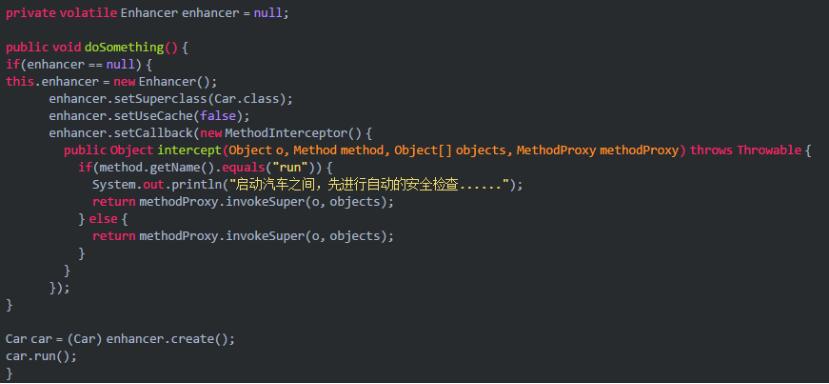 private volatile Enhancer enhancer = null;
public void doSomething() {
if(enhancer == null) {
this.enhancer = new Enhancer();
enhancer.setSuperclass(Car.class);
enhancer.setUseCache(false);
enhancer.setCallback(new MethodInterceptor() {
public Object intercept(Object o, Method method, Object[] objects, MethodProxy methodProxy) throws Throwable {
if(method.getName().equals("run")) {
System.out.println("启动汽车之间，先进行自动的安全检查......");
return methodProxy.invokeSuper(o, objects);
} else {
return methodProxy.invokeSuper(o, objects);
}
}
});
}
Car car = (Car) enhancer.create();
car.run();
}